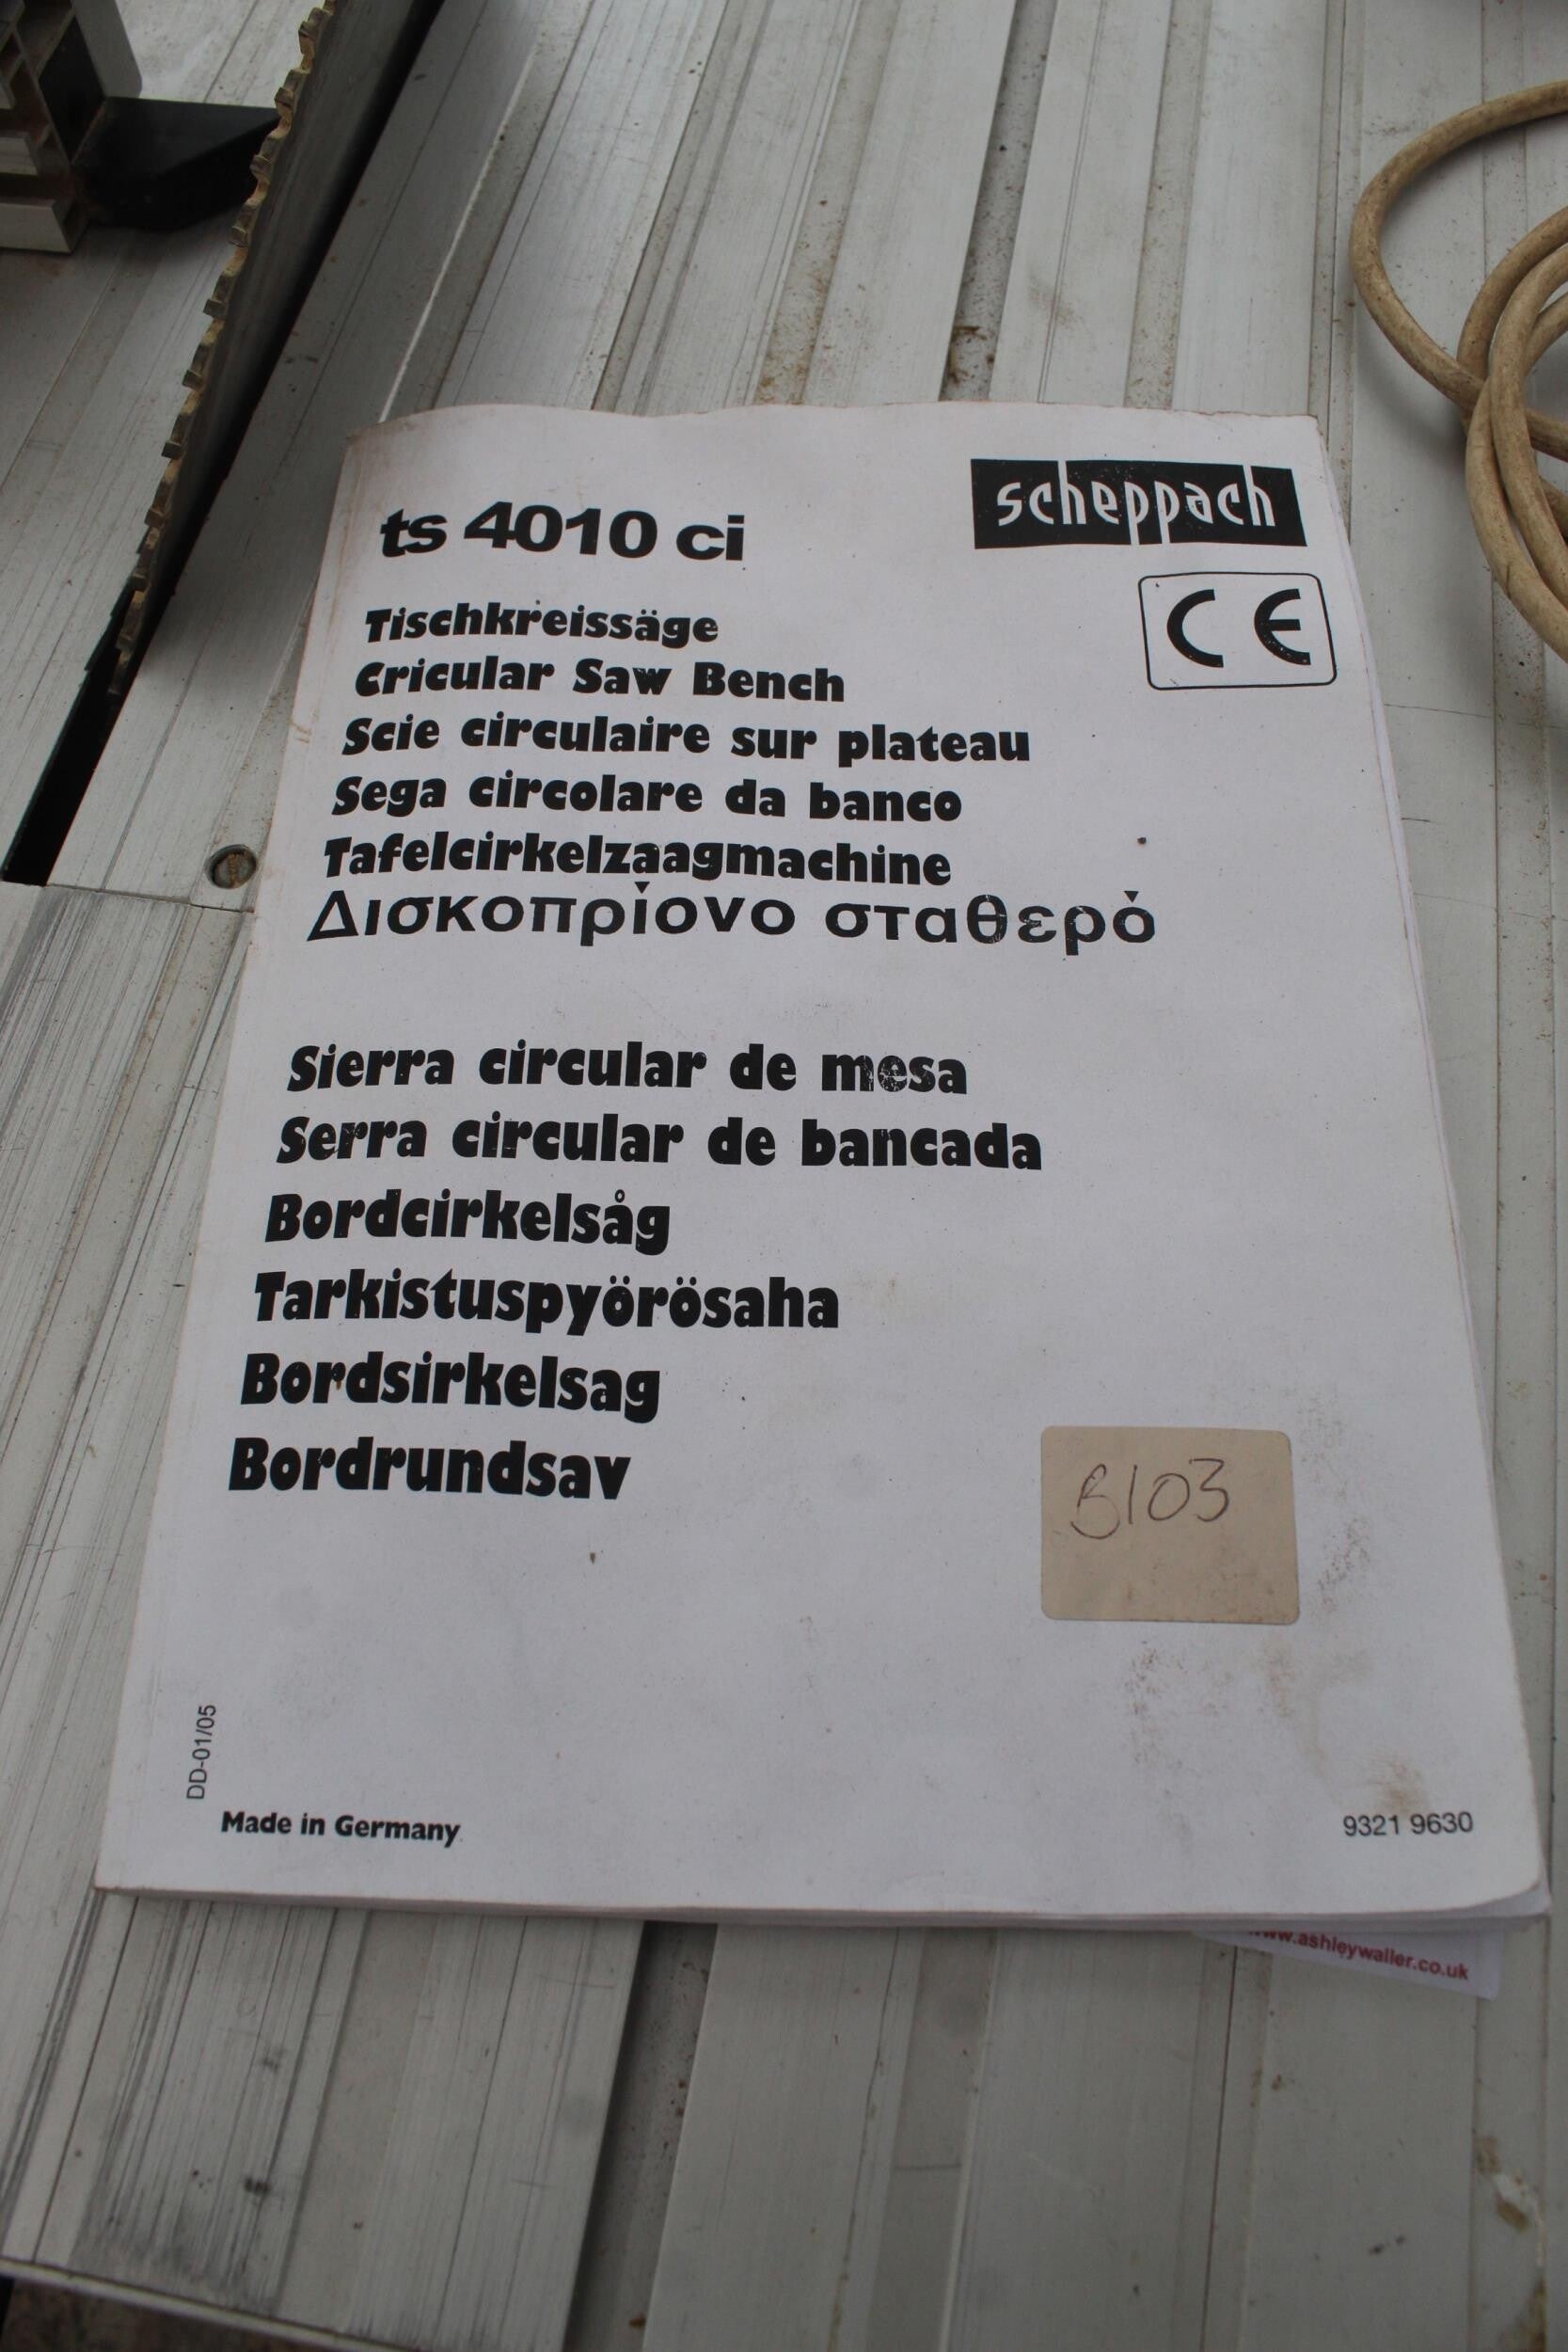 scheppach
ts 4010 ci
CE
Tischkreissäge
Cricular Saw Bench
Scie circulaire sur plateau
Sega circolare da banco
Tafelcirkelzaagmachine
Δισκοπρίονο σταθερό
Sierra circular de mesa
Serra circular de bancada
Bordcirkelsåg
Tarkistuspyörösaha
Bordsirkelsag
Bordrundsav
B103
DD-01/05
Made in Germany
9321 9630
www.ashleywaller.co.uk